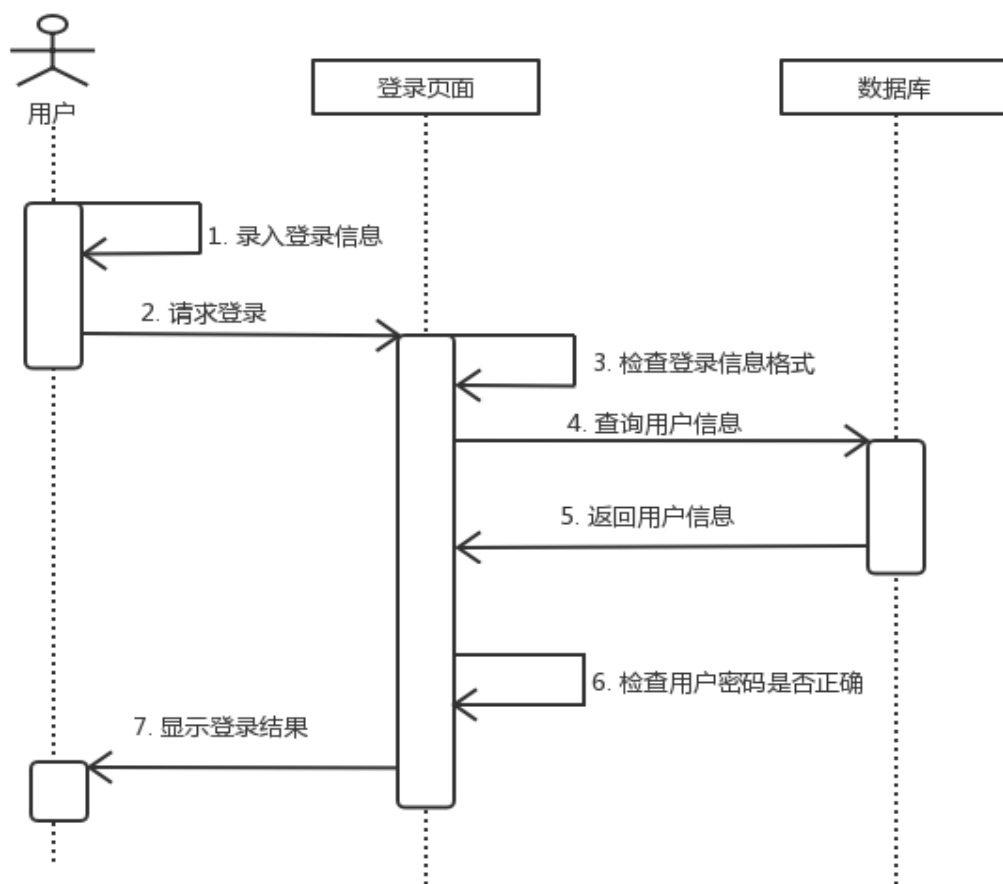 用户
登录页面
数据库
1. 录入登录信息
2. 请求登录
3. 检查登录信息格式
4. 查询用户信息
5. 返回用户信息
6. 检查用户密码是否正确
7. 显示登录结果